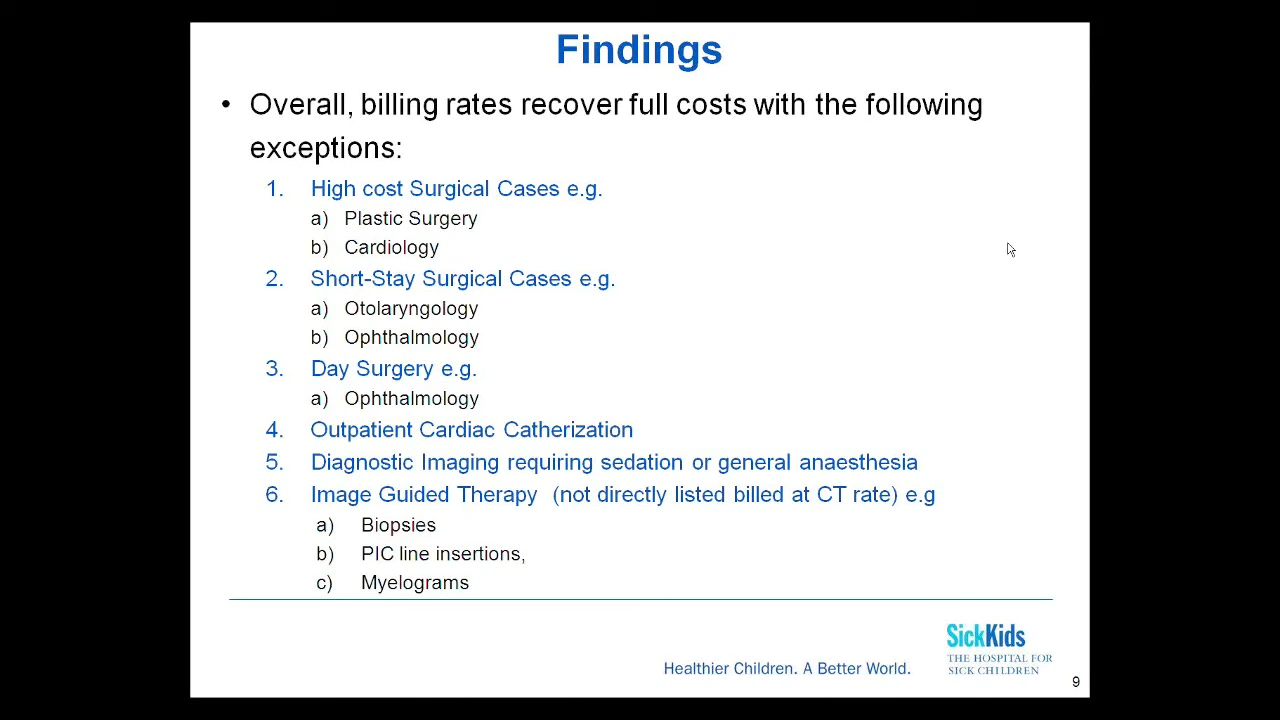 Findings
• Overall, billing rates recover full costs with the following
exceptions:
1. High cost Surgical Cases e.g.
a) Plastic Surgery
b) Cardiology
2. Short-Stay Surgical Cases e.g.
a) Otolaryngology
b) Ophthalmology
3. Day Surgery e.g.
a) Ophthalmology
4. Outpatient Cardiac Catherization
5. Diagnostic Imaging requiring sedation or general anaesthesia
6. Image Guided Therapy (not directly listed billed at CT rate) e.g
a) Biopsies
b) PIC line insertions,
c) Myelograms
SickKids
THE HOSPITAL FOR
SICK CHILDREN
Healthier Children. A Better World.
9